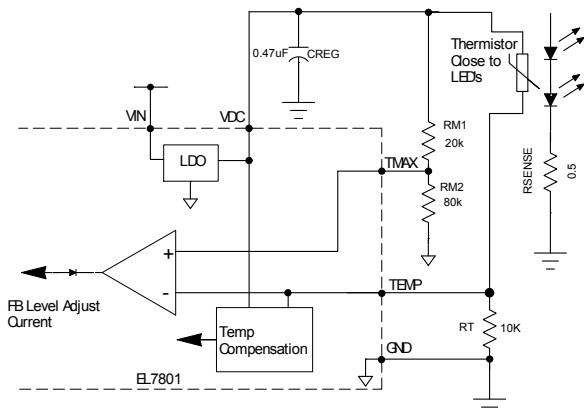 0.47uF
CREG
Thermistor
Close to
LED's
VIN
VDC
LDO
RM1
20k
TMAX
RM2
80k
RSENSE
0.5
+
-
FB Level Adjust
Current
TEMP
Temp
Compensation
RT
10K
GND
EL7801